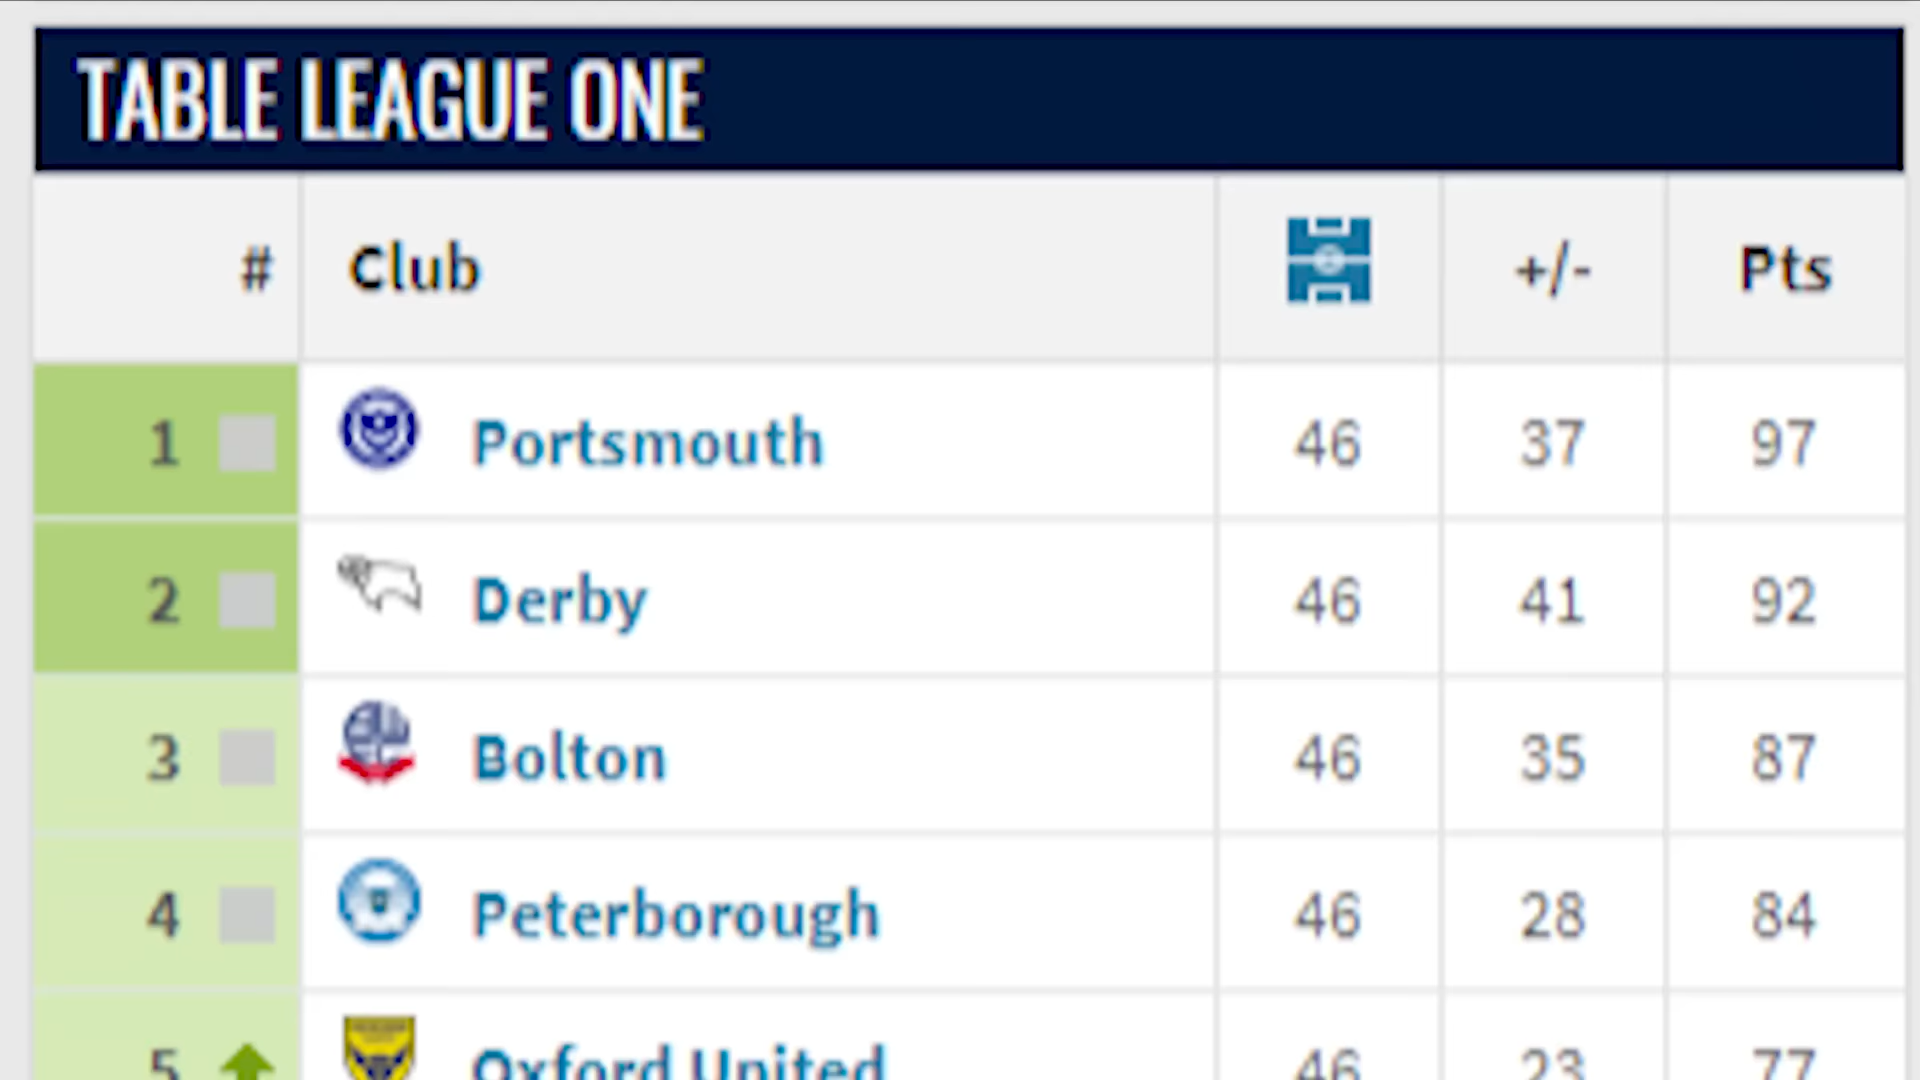 TABLE LEAGUE ONE
# Club +/- Pts
1 Portsmouth 46 37 97
2 Derby 46 41 92
3 Bolton 46 35 87
4 Peterborough 46 28 84
5 Oxford United 46 23 77